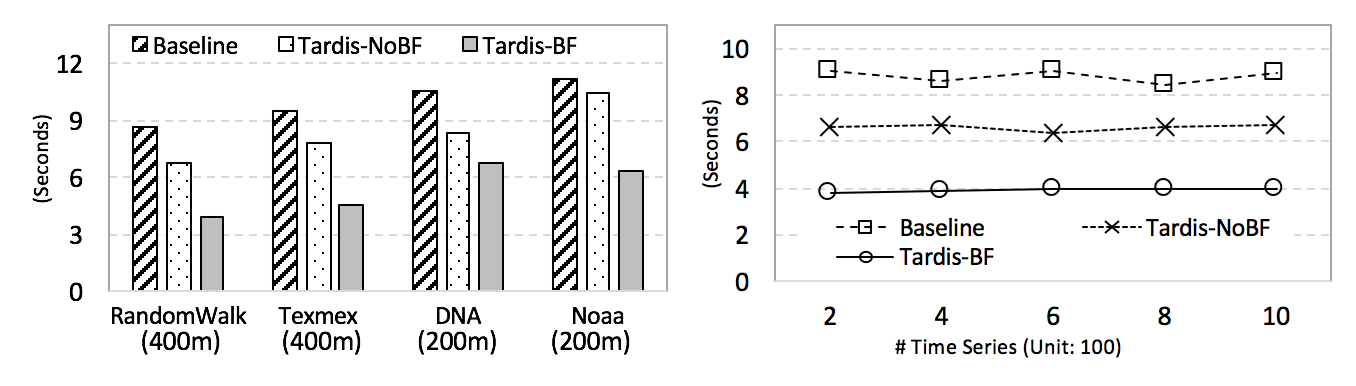 Baseline Tardis-NoBF Tardis-BF
12
9
6
3
0
(Seconds)
RandomWalk Texmex DNA Noaa
(400m) (400m) (200m) (200m)
10
8
6
4
2
0
(Seconds)
Baseline Tardis-NoBF
Tardis-BF
2 4 6 8 10
# Time Series (Unit: 100)